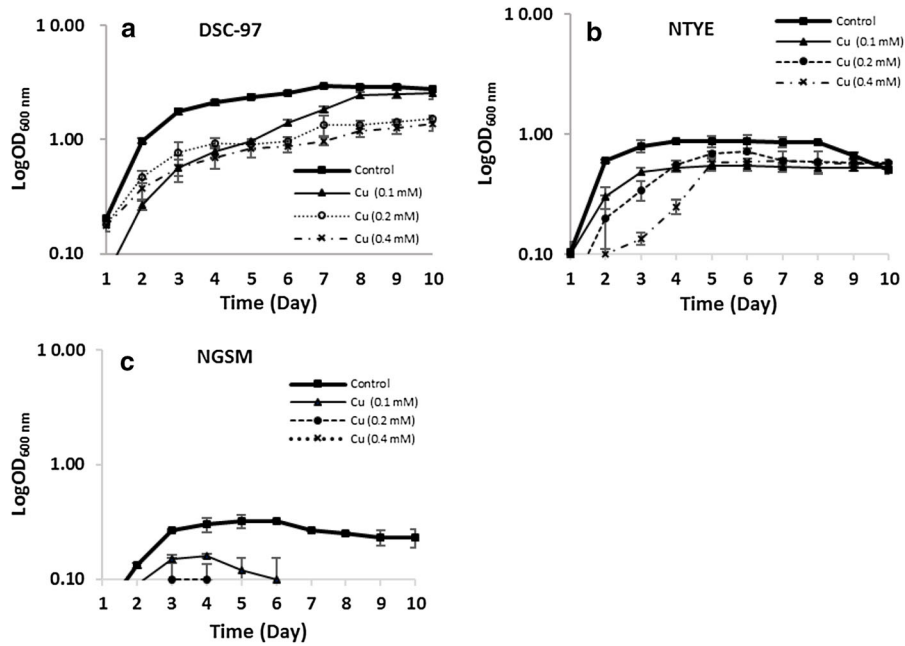 a
DSC-97
1 0.00
1.00
0.10
LogOD600 nm
Control
Cu (0.1 mM)
Cu (0.2 mM)
Cu (0.4 mM)
1 2 3 4 5 6 7 8 9 10
Time (Day)
b
NTYE
1 0.00
1.00
0.10
LogOD600 nm
Control
Cu (0.1 mM)
Cu (0.2 mM)
Cu (0.4 mM)
1 2 3 4 5 6 7 8 9 10
Time (Day)
c
NGSM
1 0.00
1.00
0.10
LogOD600 nm
Control
Cu (0.1 mM)
Cu (0.2 mM)
Cu (0.4 mM)
1 2 3 4 5 6 7 8 9 10
Time (Day)